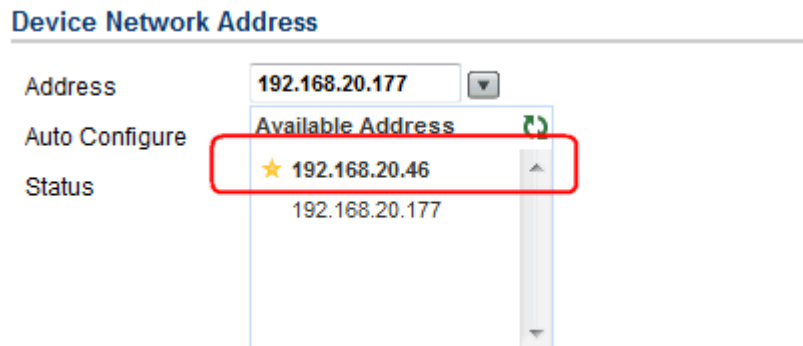 Device Network Address
Address 192.168.20.177
Available Address
Auto Configure
192.168.20.46
Status
192.168.20.177